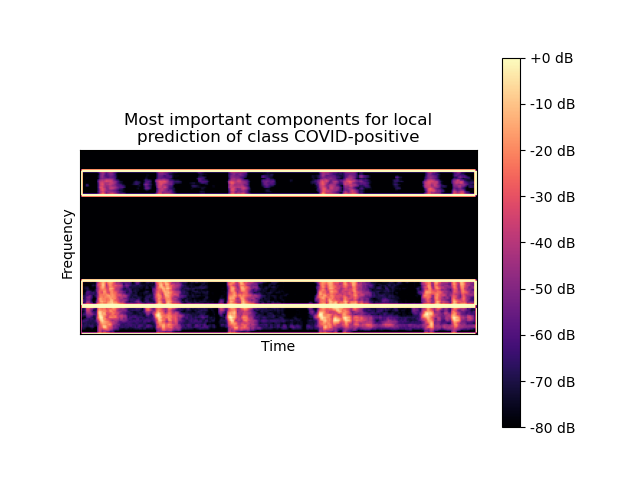 Most important components for local
prediction of class COVID-positive
Frequency
Time
+0 dB
-10 dB
-20 dB
-30 dB
-40 dB
-50 dB
-60 dB
-70 dB
-80 dB